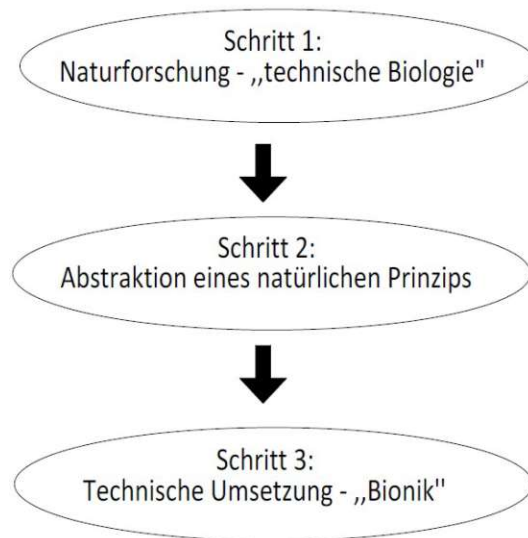 Schritt 1:
Naturforschung - ,,technische Biologie"
Schritt 2:
Abstraktion eines natürlichen Prinzips
Schritt 3:
Technische Umsetzung - ,,Bionik''